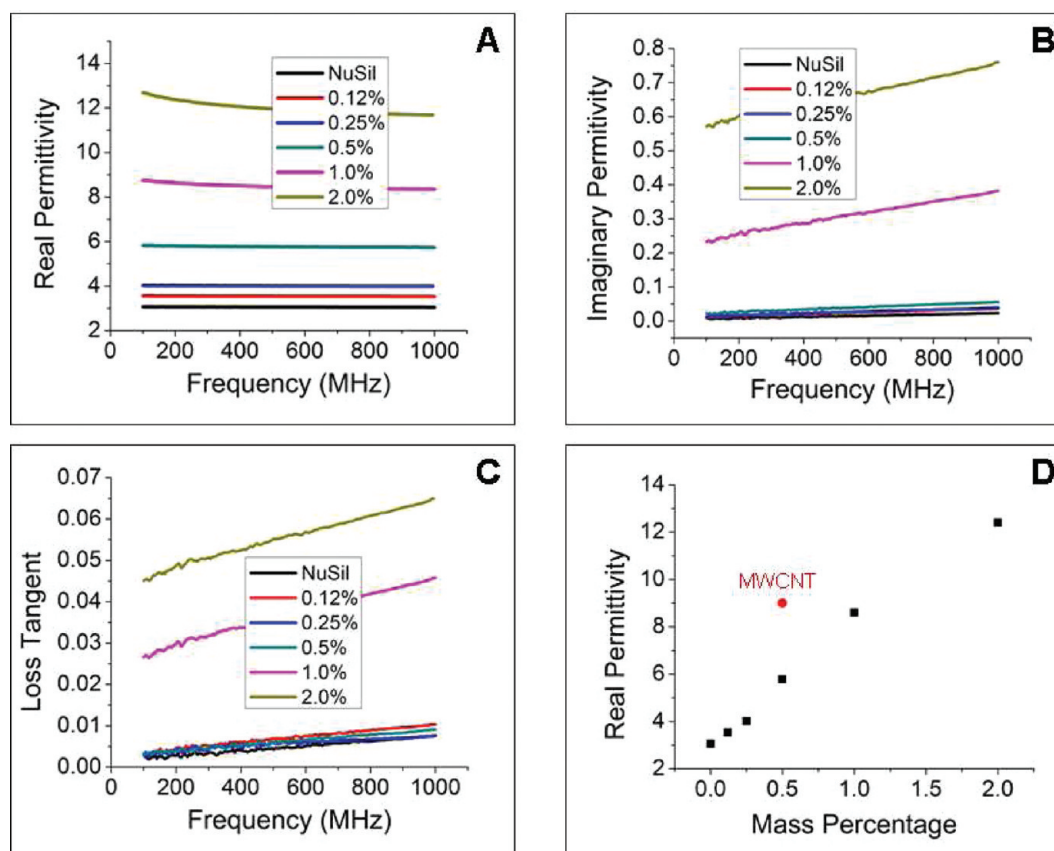 A
Real Permittivity
14
12
10
8
6
4
2
NuSil
0.12%
0.25%
0.5%
1.0%
2.0%
0 200 400 600 800 1000
Frequency (MHz)
B
Imaginary Permitivity
0.8
0.7
0.6
0.5
0.4
0.3
0.2
0.1
0.0
NuSil
0.12%
0.25%
0.5%
1.0%
2.0%
0 200 400 600 800 1000
Frequency (MHz)
C
Loss Tangent
0.07
0.06
0.05
0.04
0.03
0.02
0.01
0.00
NuSil
0.12%
0.25%
0.5%
1.0%
2.0%
0 200 400 600 800 1000
Frequency (MHz)
D
Real Permittivity
14
12
10
8
6
4
2
MWCNT
0.0 0.5 1.0 1.5 2.0
Mass Percentage